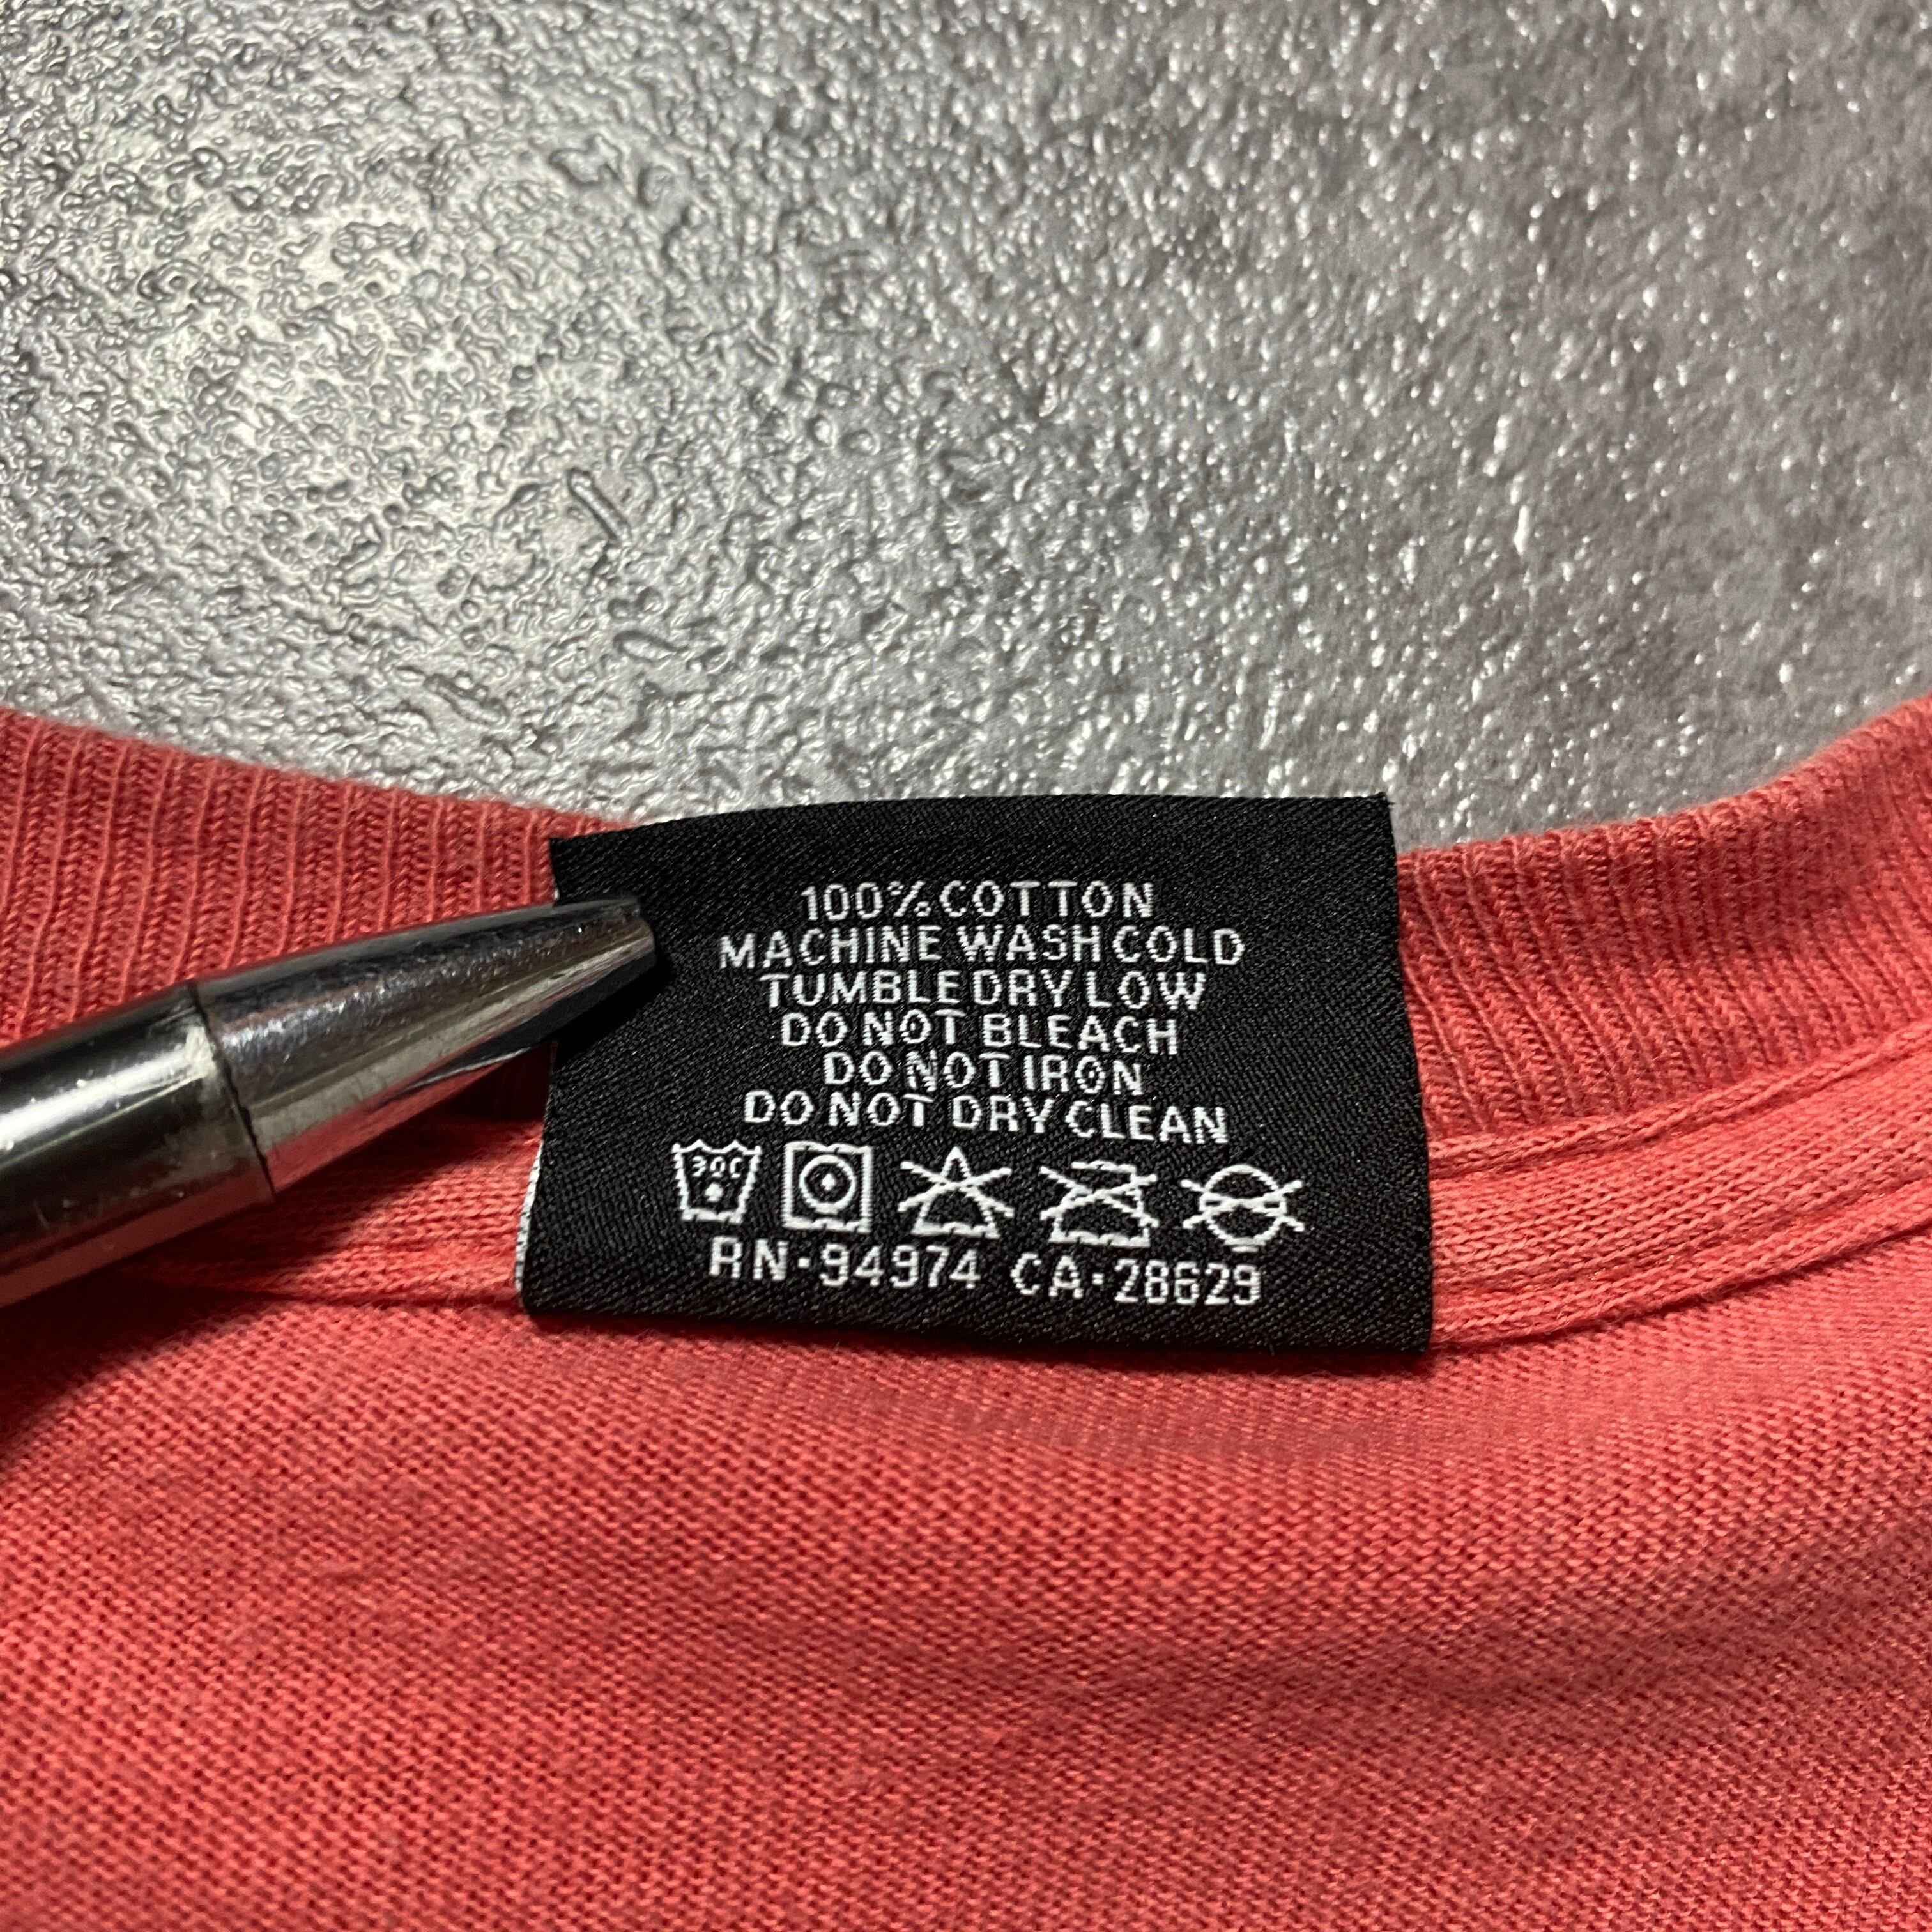 100% COTTON
MACHINE WASH COLD
TUMBLE DRY LOW
DO NOT BLEACH
DO NOT IRON
DO NOT DRY CLEAN
30C
RN·94974 CA·28629